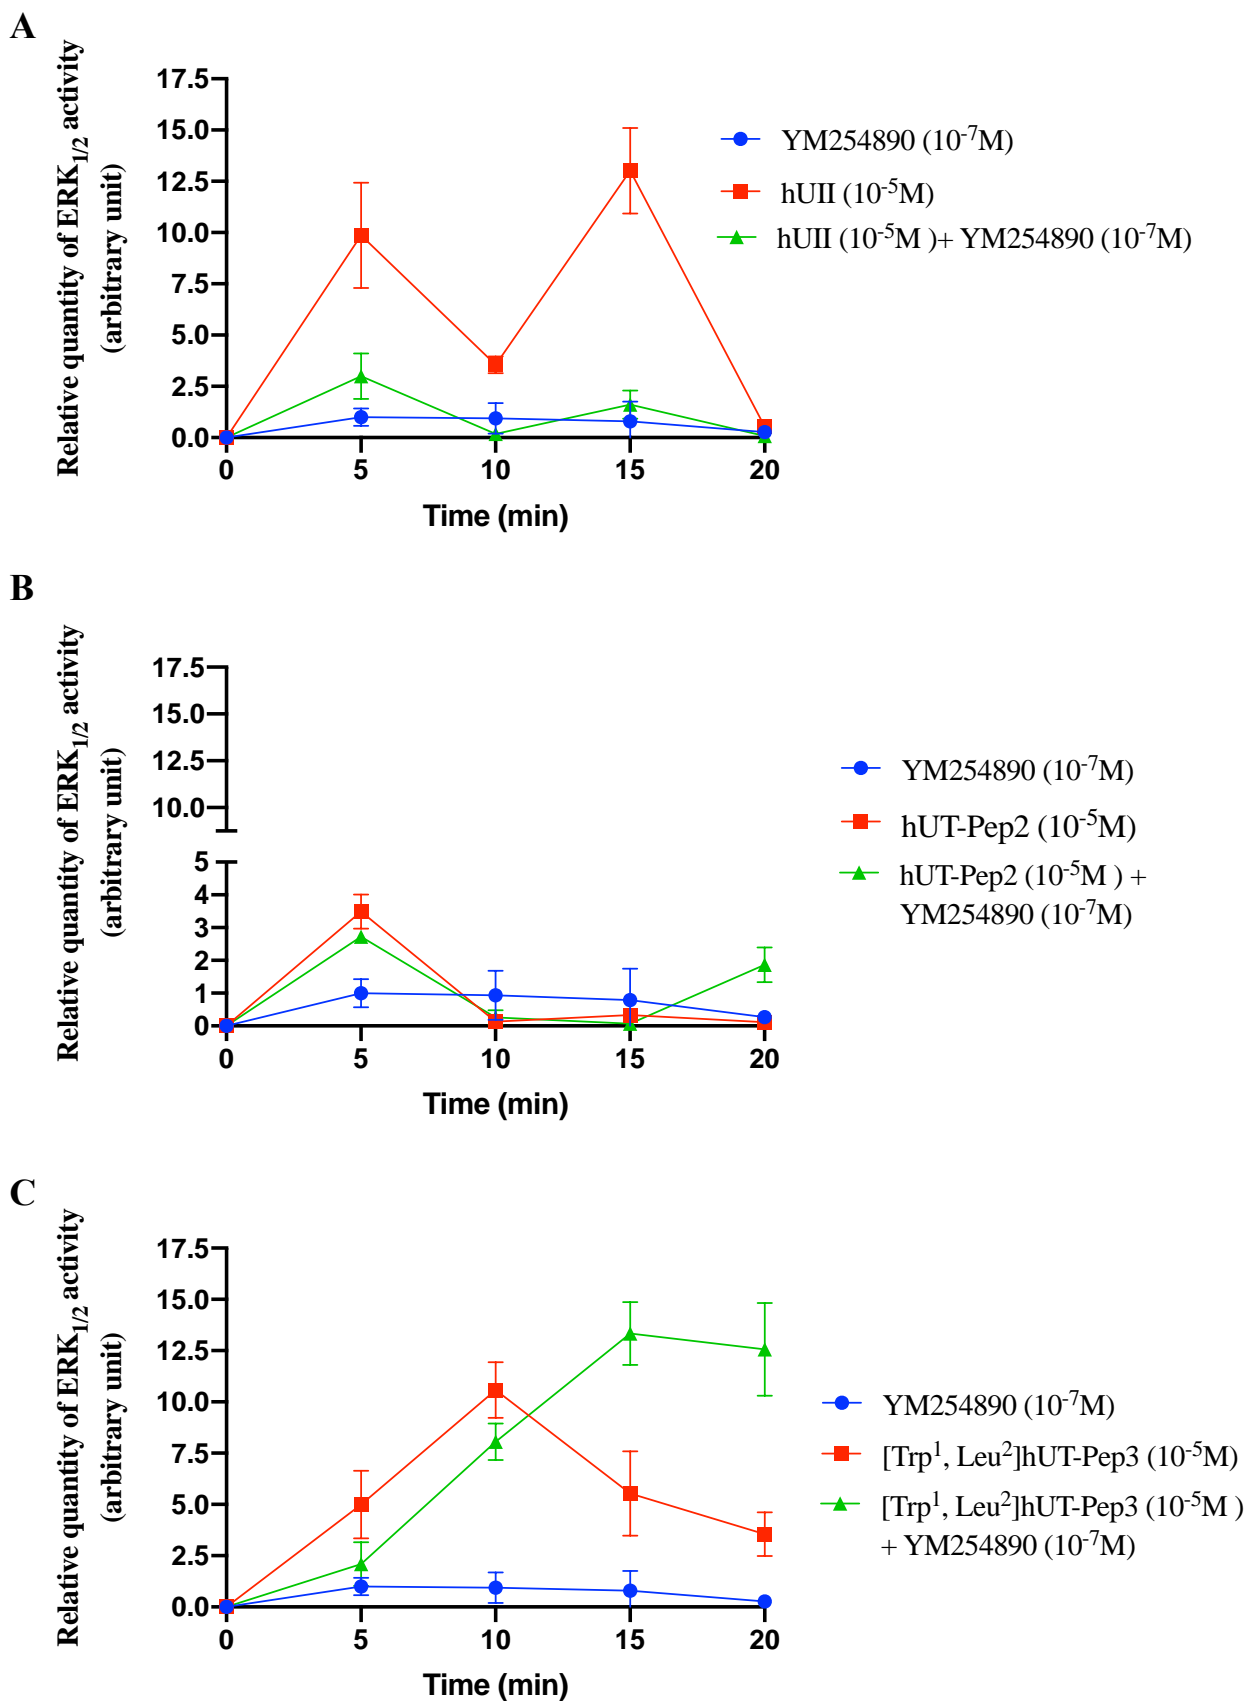 A
Relative quantity of ERK1/2 activity
(arbitrary unit)
17.5
15.0
12.5
10.0
7.5
5.0
2.5
0.0
0 5 10 15 20
Time (min)
YM254890 (10-7M)
hUII (10-5M)
hUII (10-5M )+ YM254890 (10-7M)
B
Relative quantity of ERK1/2 activity
(arbitrary unit)
17.5
15.0
12.5
10.0
5
4
3
2
1
0
0 5 10 15 20
Time (min)
YM254890 (10-7M)
hUT-Pep2 (10-5M)
hUT-Pep2 (10-5M ) +
YM254890 (10-7M)
C
Relative quantity of ERK1/2 activity
(arbitrary unit)
17.5
15.0
12.5
10.0
7.5
5.0
2.5
0.0
0 5 10 15 20
Time (min)
YM254890 (10-7M)
[Trp1, Leu2]hUT-Pep3 (10-5M)
[Trp1, Leu2]hUT-Pep3 (10-5M )
+ YM254890 (10-7M)